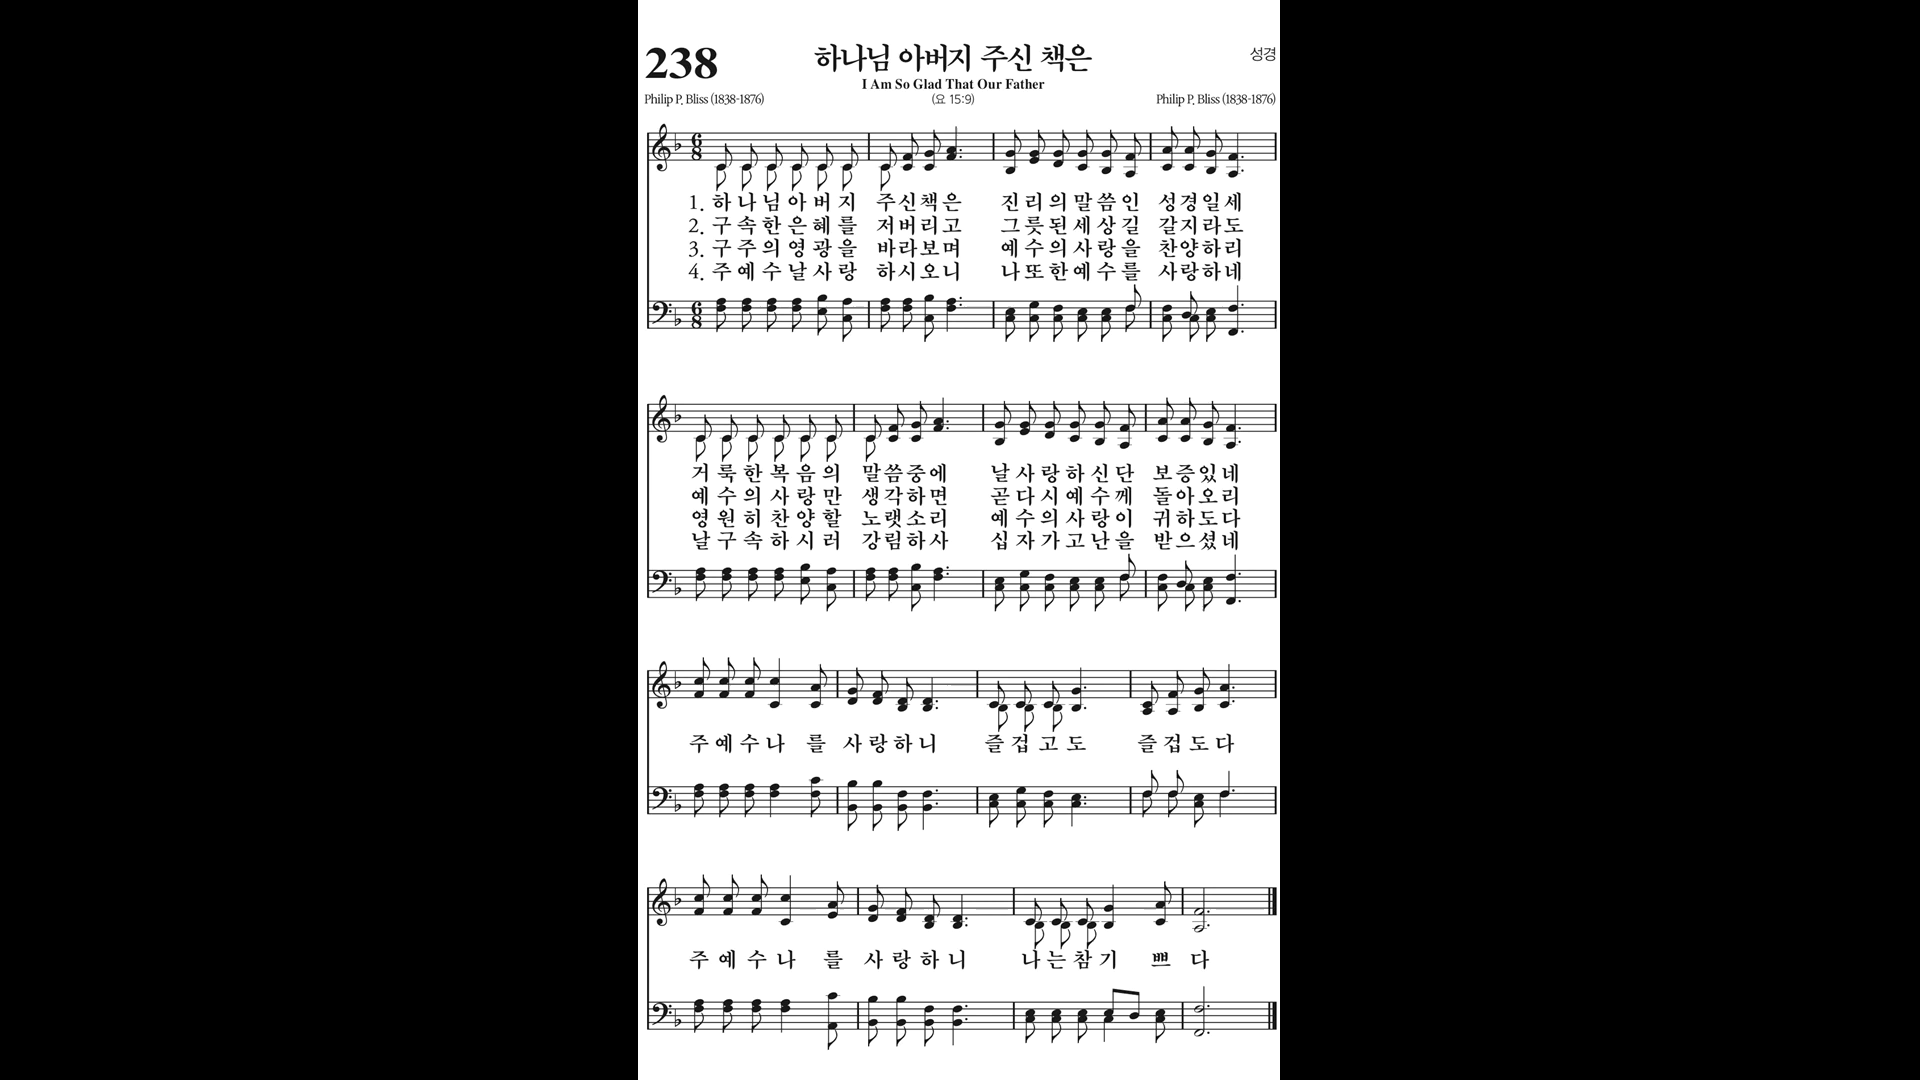 238
하나님 아버지 주신 책은
성경
I Am So Glad That Our Father
Philip P. Bliss (1838-1876)
(요 15:9)
Philip P. Bliss (1838-1876)
1. 하나님아버지 주신책은 진리의말씀인 성경일세
2. 구속한은혜를 저버리고 그릇된세상길 갈지라도
3. 구주의영광을 바라보며 예수의사랑을 찬양하리
4. 주예수날사랑 하시오니 나또한예수를 사랑하네
거룩한복음의 말씀중에 날사랑하신단 보증있네
예수의사랑만 생각하면 곧다시예수께 돌아오리
영원히찬양할 노랫소리 예수의사랑이 귀하도다
날구속하시러 강림하사 십자가고난을 받으셨네
주예수나를 사랑하니 즐겁고도 즐겁도다
주예수나를 사랑하니 나는참기쁘다